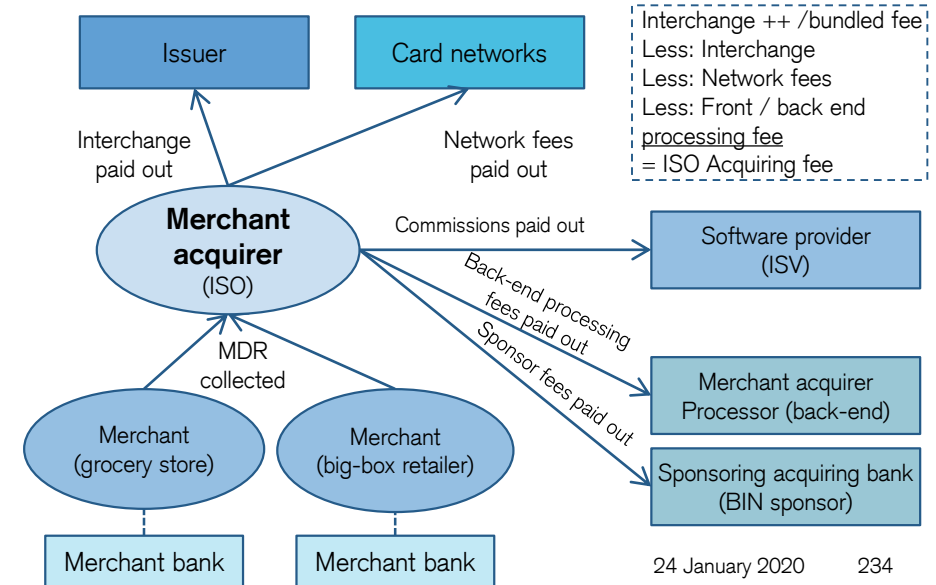 Issuer
Card networks
Interchange ++ /bundled fee
Less: Interchange
Less: Network fees
Less: Front / back end
processing fee
= ISO Acquiring fee
Interchange
paid out
Network fees
paid out
Merchant
acquirer
(ISO)
Commissions paid out
Software provider
(ISV)
Back-end processing
fees paid out
Sponsor fees paid out
MDR
collected
Merchant acquirer
Processor (back-end)
Merchant
(grocery store)
Merchant
(big-box retailer)
Sponsoring acquiring bank
(BIN sponsor)
Merchant bank
Merchant bank
24 January 2020 234